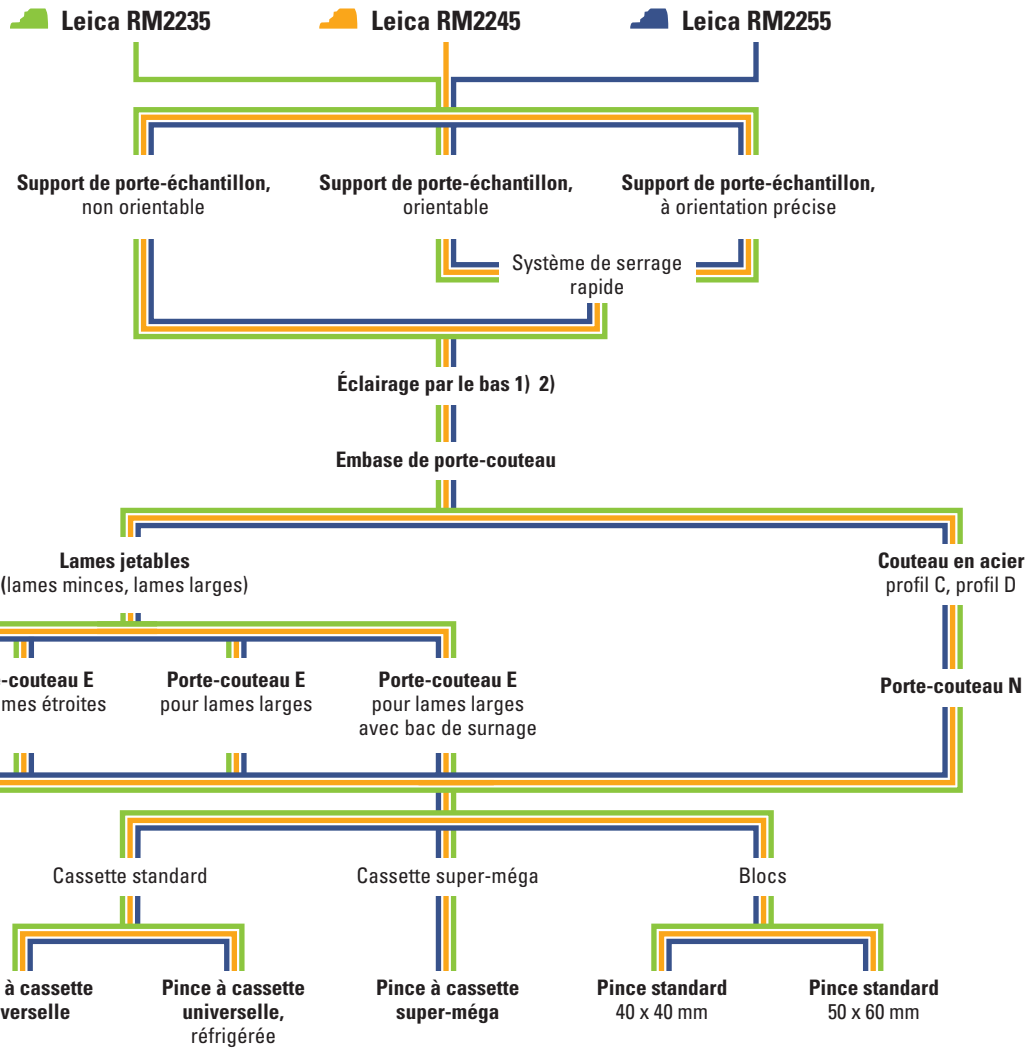 Leica RM2235
Leica RM2245
Leica RM2255
Support de porte-échantillon,
non orientable
Support de porte-échantillon,
orientable
Support de porte-échantillon,
à orientation précise
Système de serrage
rapide
Éclairage par le bas 1) 2)
Embase de porte-couteau
Lames jetables
(lames minces, lames larges)
Couteau en acier
profil C, profil D
-couteau E
mes étroites
Porte-couteau E
pour lames larges
Porte-couteau E
pour lames larges
avec bac de surnage
Porte-couteau N
Cassette standard
Cassette super-méga
Blocs
à cassette
verselle
Pince à cassette
universelle,
réfrigérée
Pince à cassette
super-méga
Pince standard
40 x 40 mm
Pince standard
50 x 60 mm